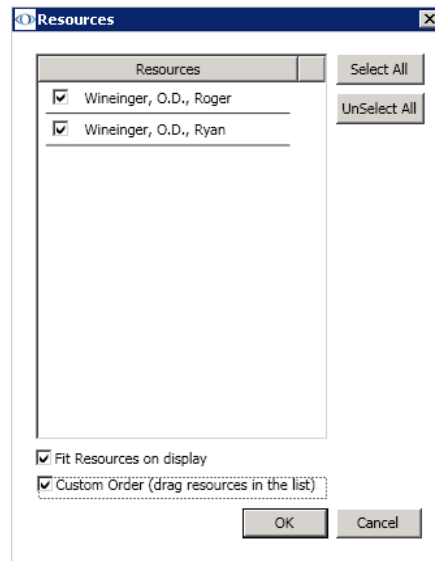 Resources
Resources
Select All
Wineinger, O.D., Roger
UnSelect All
Wineinger, O.D., Ryan
Fit Resources on display
Custom Order (drag resources in the list)
OK
Cancel